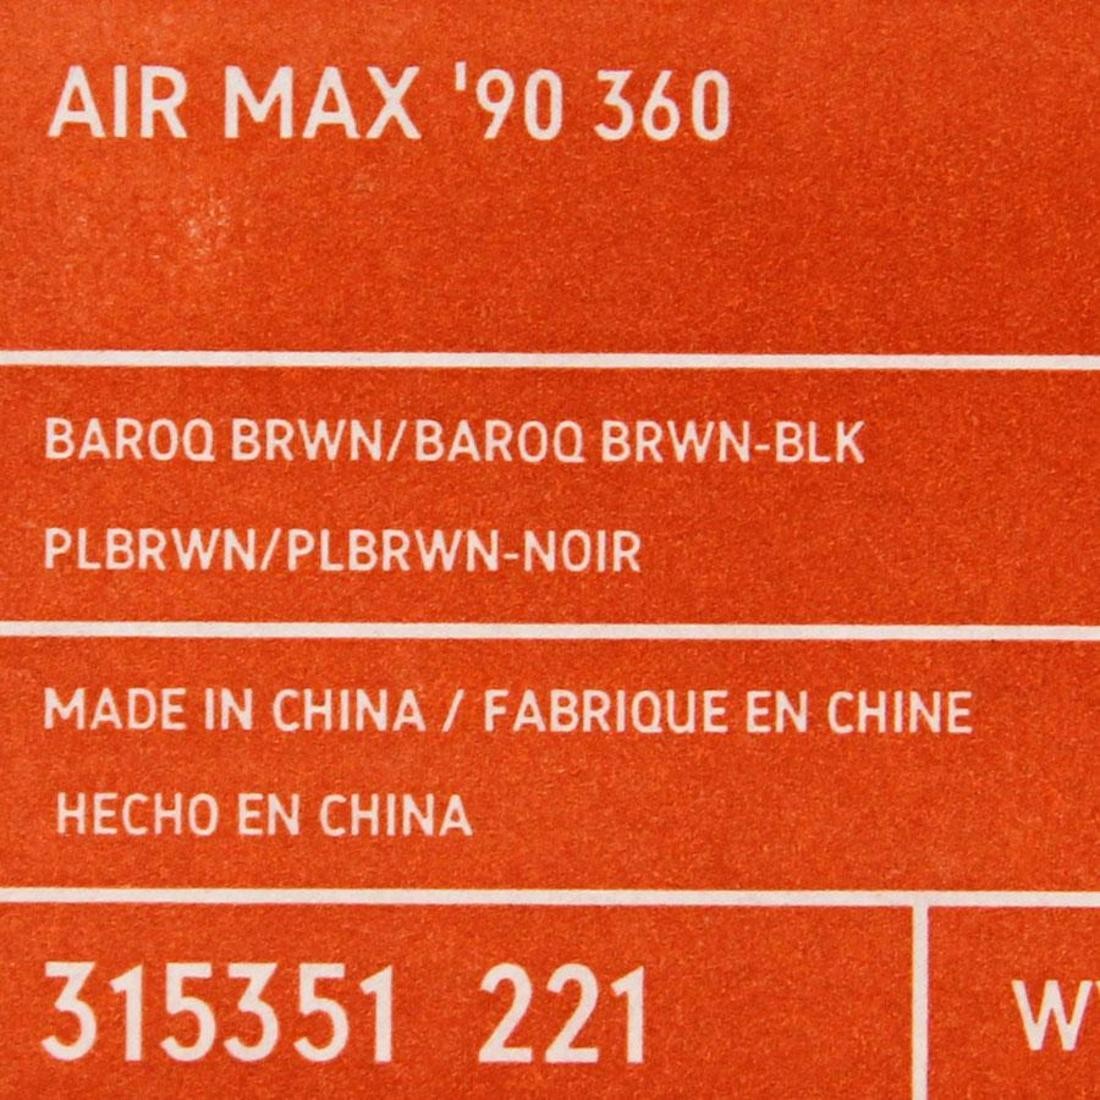 AIR MAX '90 360
BAROQ BRWN/BAROQ BRWN-BLK
PLBRWN/PLBRWN-NOIR
MADE IN CHINA / FABRIQUE EN CHINE
HECHO EN CHINA
315351 221